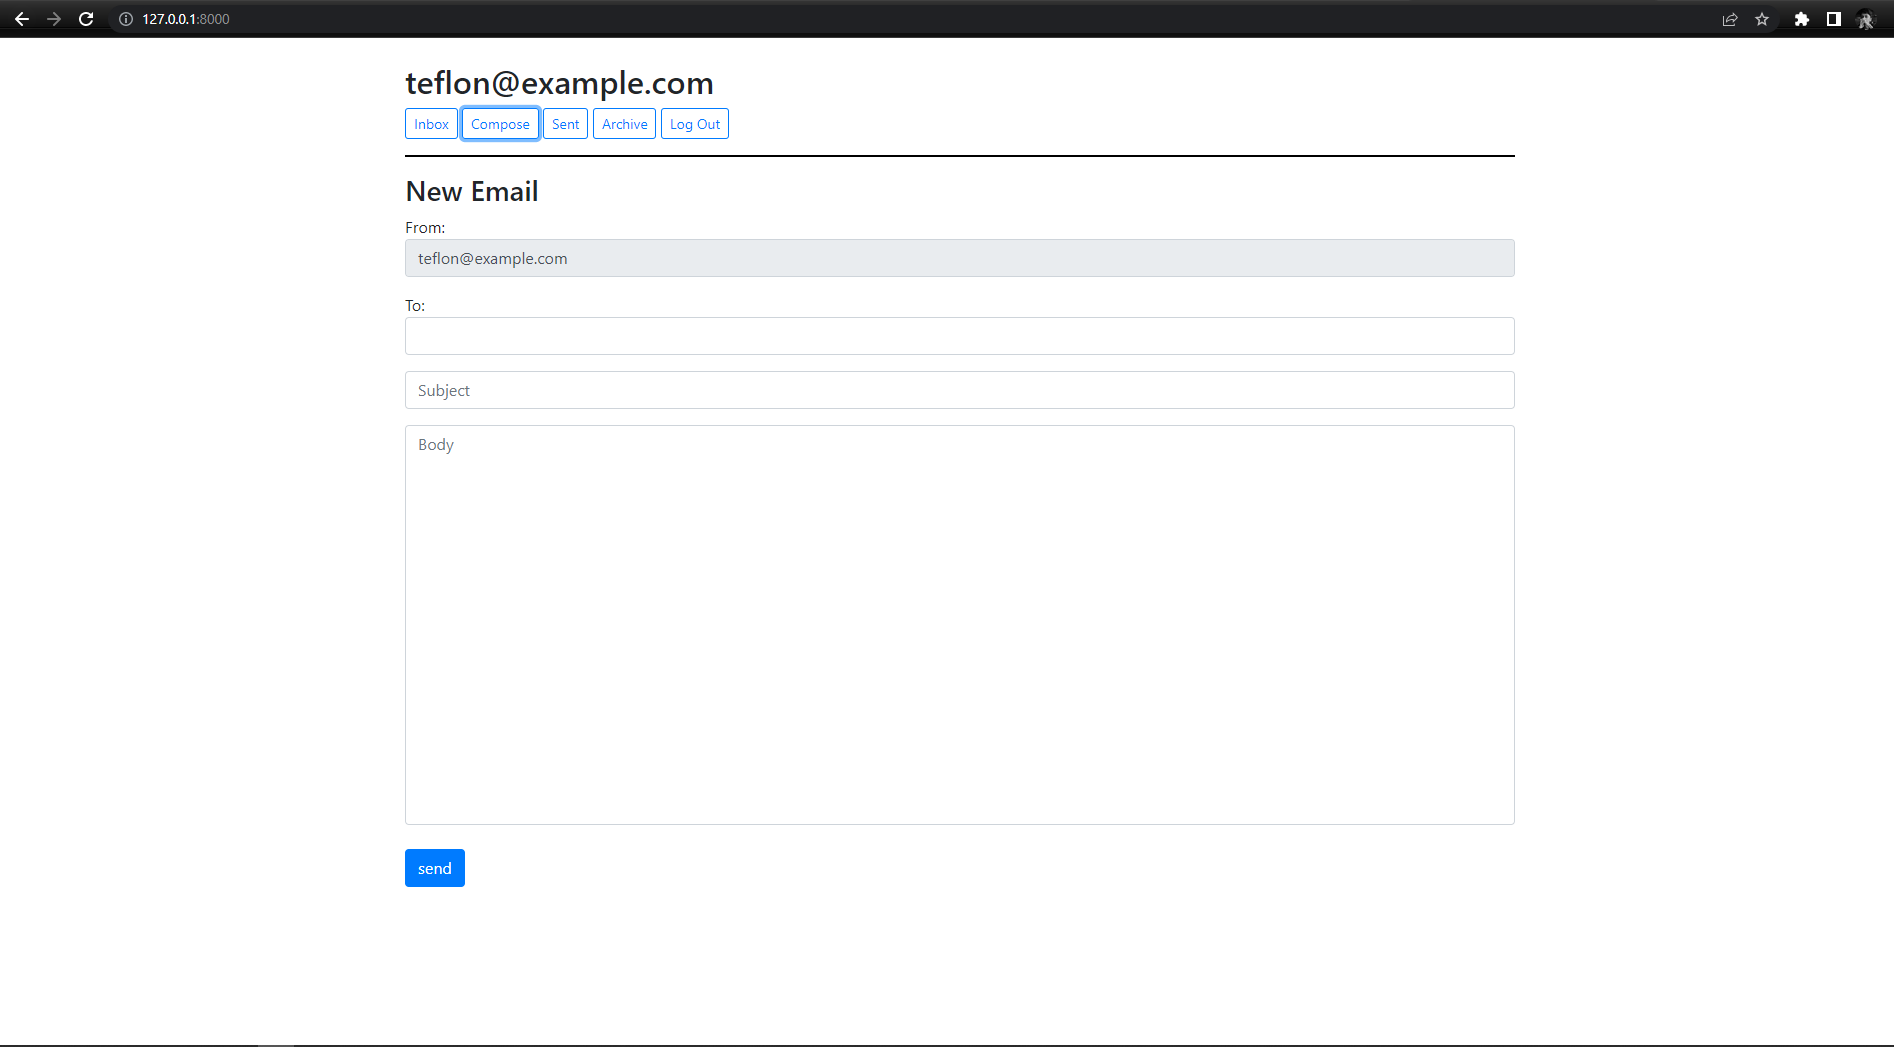 127.0.0.1:8000
teflon@example.com
Inbox Compose Sent Archive Log Out
New Email
From:
teflon@example.com
To:
Subject
Body
send